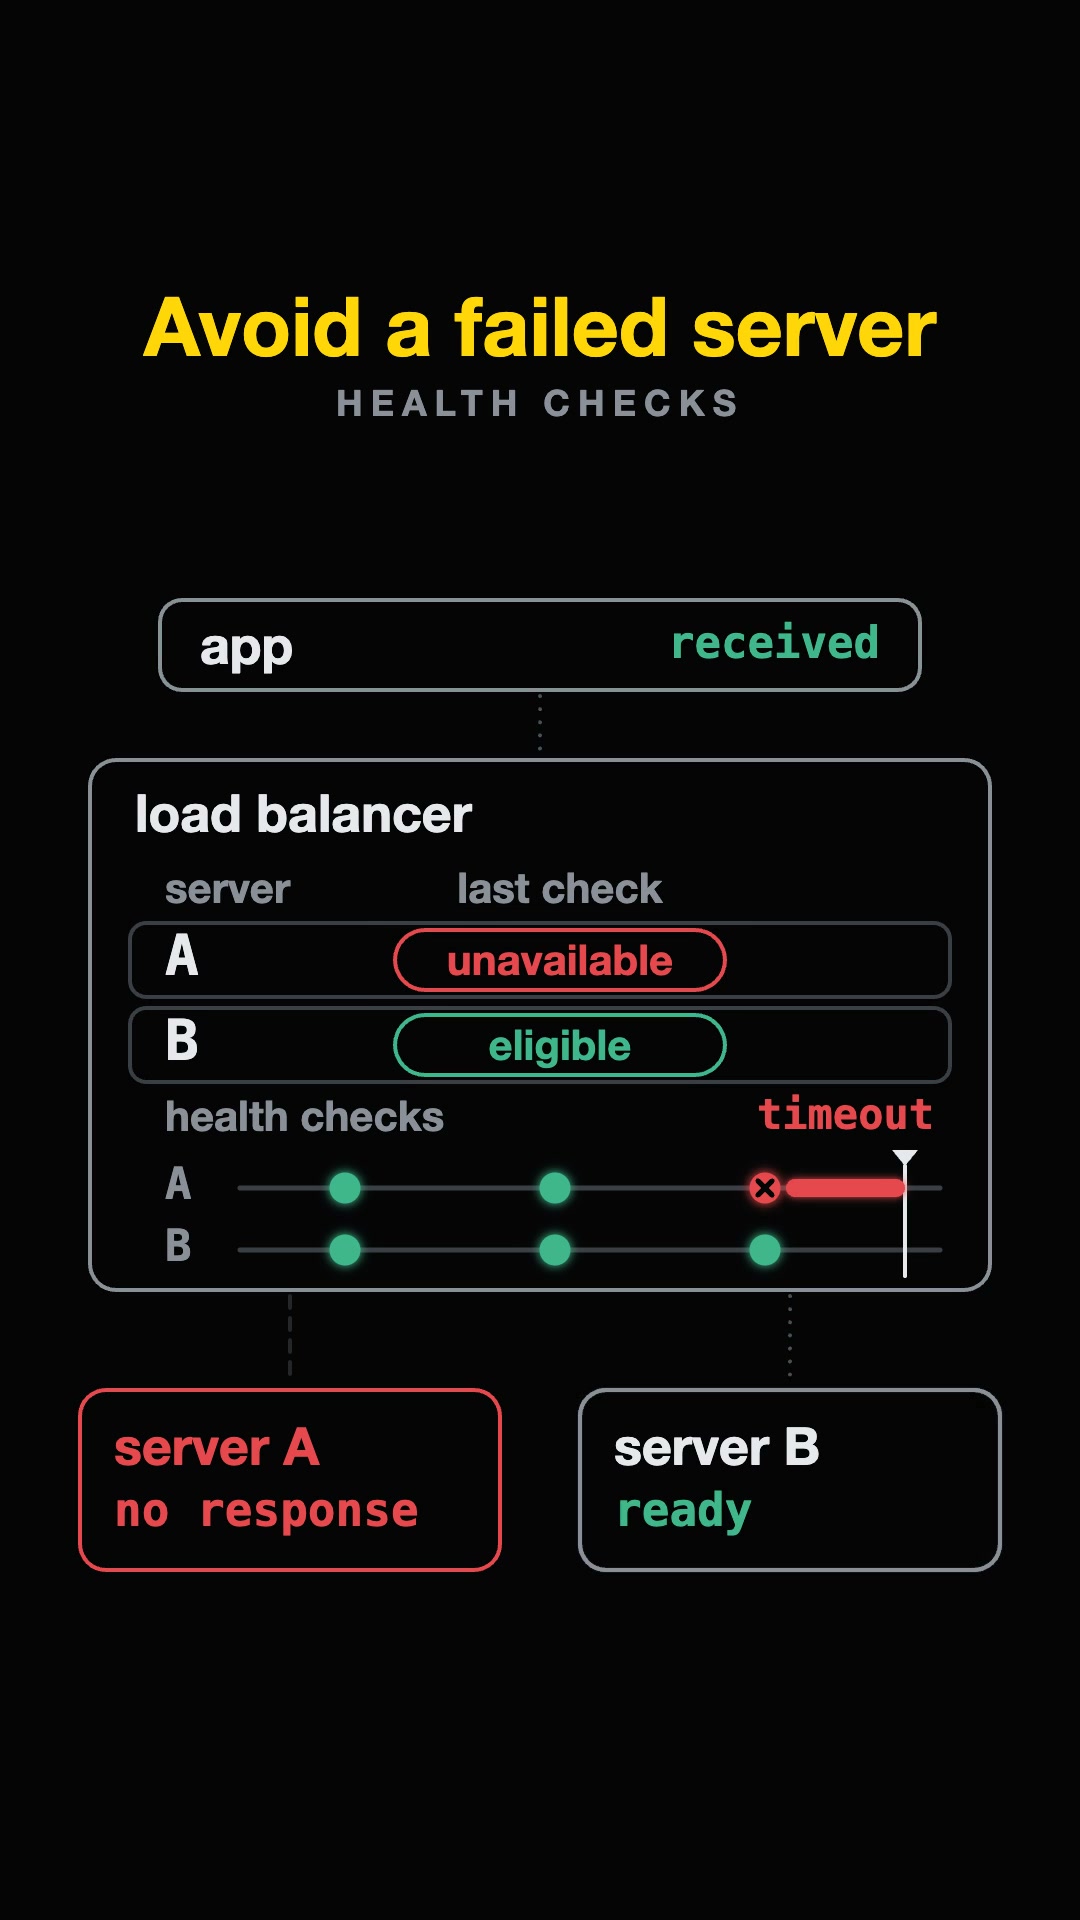 Avoid a failed server
HEALTH CHECKS
app received
load balancer
server last check
A unavailable
B eligible
health checks timeout
A
B
server A
no response
server B
ready